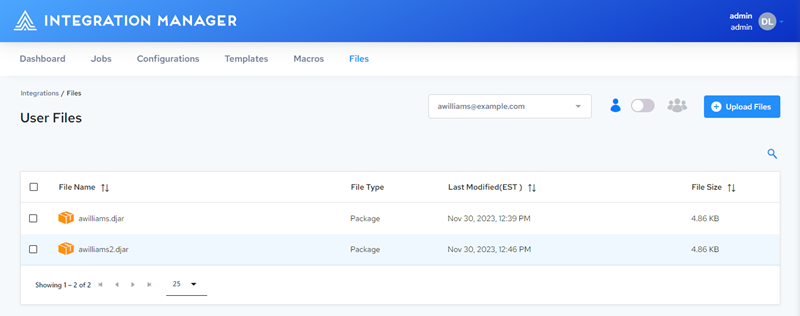 INTEGRATION MANAGER
admin
admin
DL
Dashboard Jobs Configurations Templates Macros Files
Integrations / Files
User Files
awilliams@example.com
Upload Files
File Name File Type Last Modified(EST ) File Size
awilliams.djar Package Nov 30, 2023, 12:39 PM 4.86 KB
awilliams2.djar Package Nov 30, 2023, 12:46 PM 4.86 KB
Showing 1 – 2 of 2 25